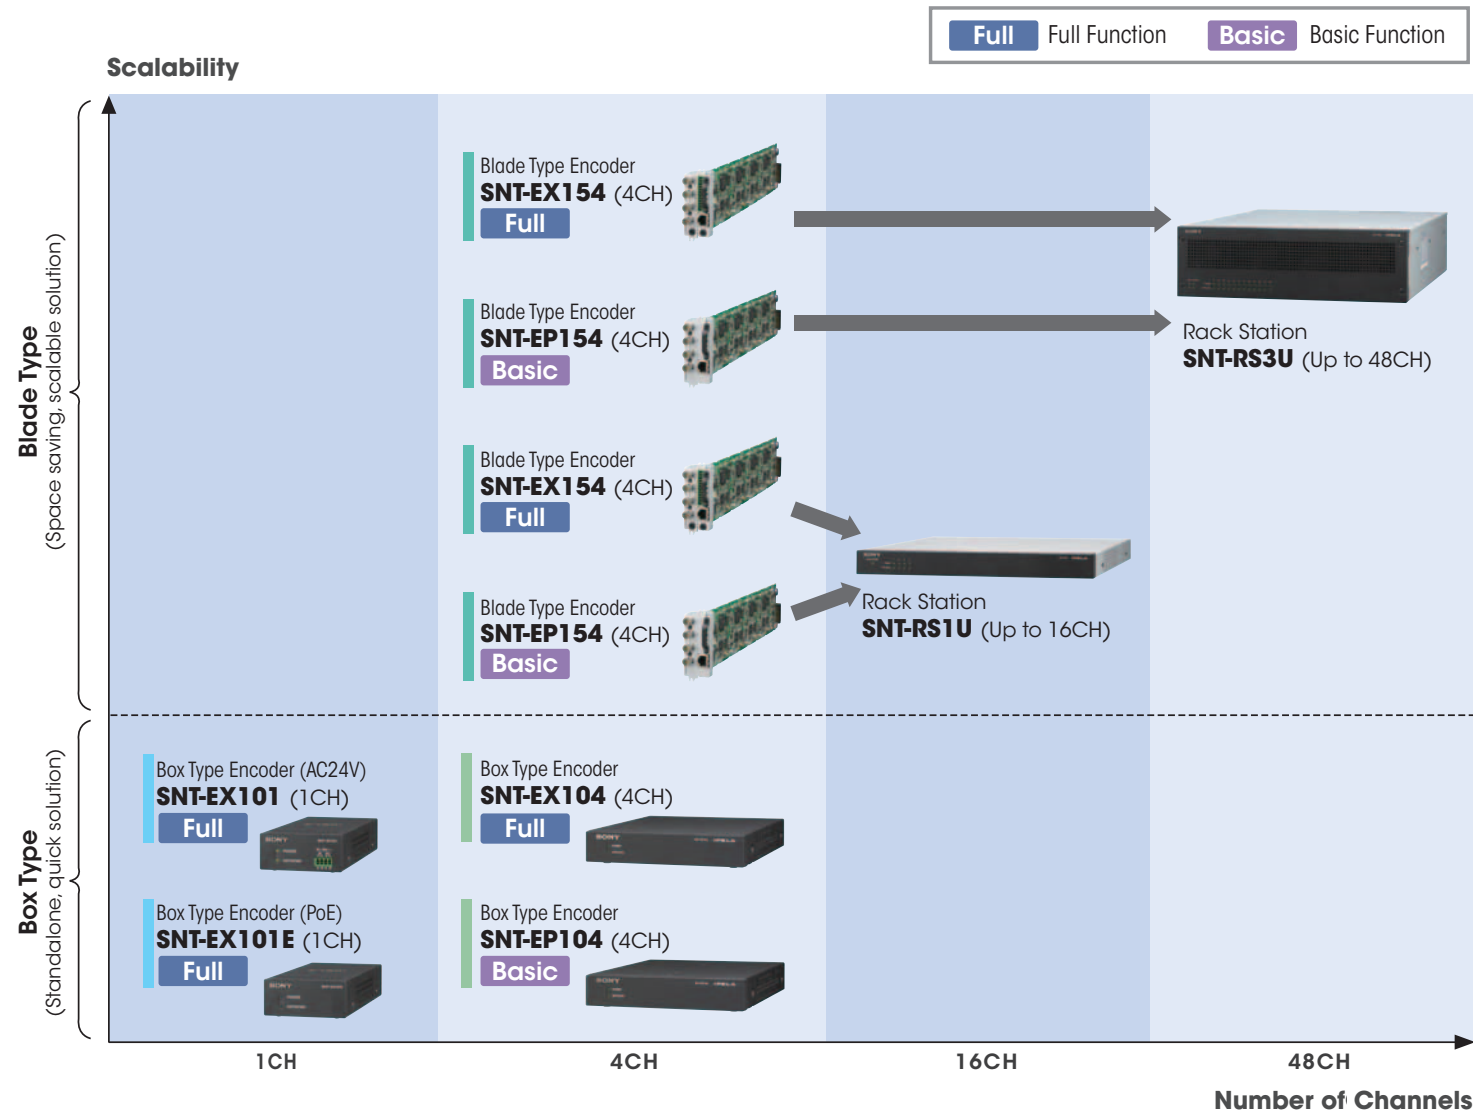 Full Full Function Basic Basic Function
Scalability
Blade Type
(Space saving, scalable solution)
Blade Type Encoder
SNT-EX154 (4CH)
Full
Blade Type Encoder
SNT-EP154 (4CH)
Basic
Rack Station
SNT-RS3U (Up to 48CH)
Blade Type Encoder
SNT-EX154 (4CH)
Full
Blade Type Encoder
SNT-EP154 (4CH)
Basic
SONY
Rack Station
SNT-RS1U (Up to 16CH)
Box Type
(Standalone, quick solution)
Box Type Encoder (AC24V)
SNT-EX101 (1CH)
Full
SONY
Box Type Encoder
SNT-EX104 (4CH)
Full
SONY
Box Type Encoder (PoE)
SNT-EX101E (1CH)
Full
SONY
Box Type Encoder
SNT-EP104 (4CH)
Basic
SONY
1CH 4CH 16CH 48CH
Number of Channels